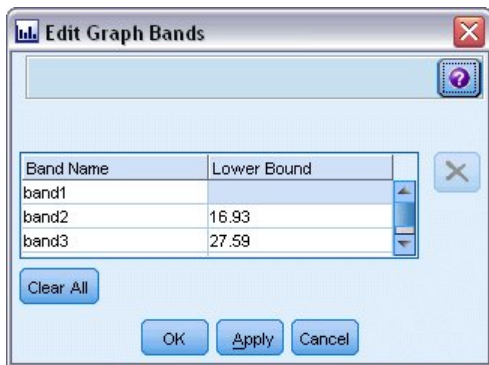 Edit Graph Bands
?
Band Name Lower Bound
band1
band2 16.93
band3 27.59
Clear All
OK Apply Cancel